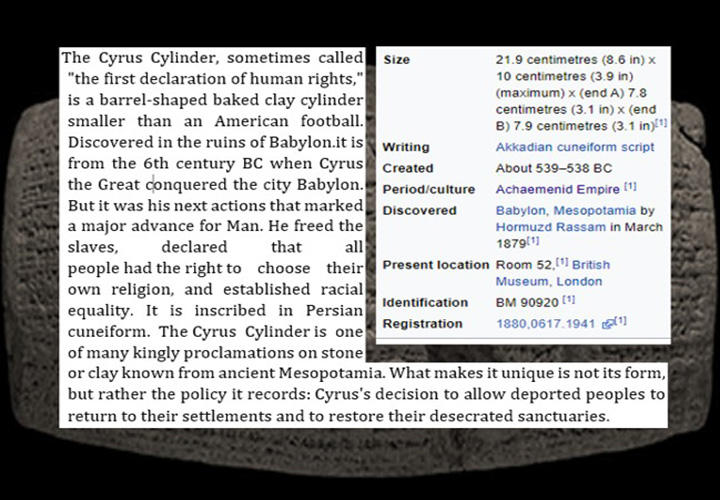 The Cyrus Cylinder, sometimes called
"the first declaration of human rights,"
is a barrel-shaped baked clay cylinder
smaller than an American football.
Discovered in the ruins of Babylon.it is
from the 6th century BC when Cyrus
the Great conquered the city Babylon.
But it was his next actions that marked
a major advance for Man. He freed the
slaves, declared that all
people had the right to choose their
own religion, and established racial
equality. It is inscribed in Persian
cuneiform. The Cyrus Cylinder is one
of many kingly proclamations on stone
or clay known from ancient Mesopotamia. What makes it unique is not its form,
but rather the policy it records: Cyrus's decision to allow deported peoples to
return to their settlements and to restore their desecrated sanctuaries.
Size 21.9 centimetres (8.6 in) x
10 centimetres (3.9 in)
(maximum) x (end A) 7.8
centimetres (3.1 in) x (end
B) 7.9 centimetres (3.1 in)[1]
Writing Akkadian cuneiform script
Created About 539–538 BC
Period/culture Achaemenid Empire [1]
Discovered Babylon, Mesopotamia by
Hormuzd Rassam in March
1879[1]
Present location Room 52,[1] British
Museum, London
Identification BM 90920 [1]
Registration 1880,0617.1941 [1]